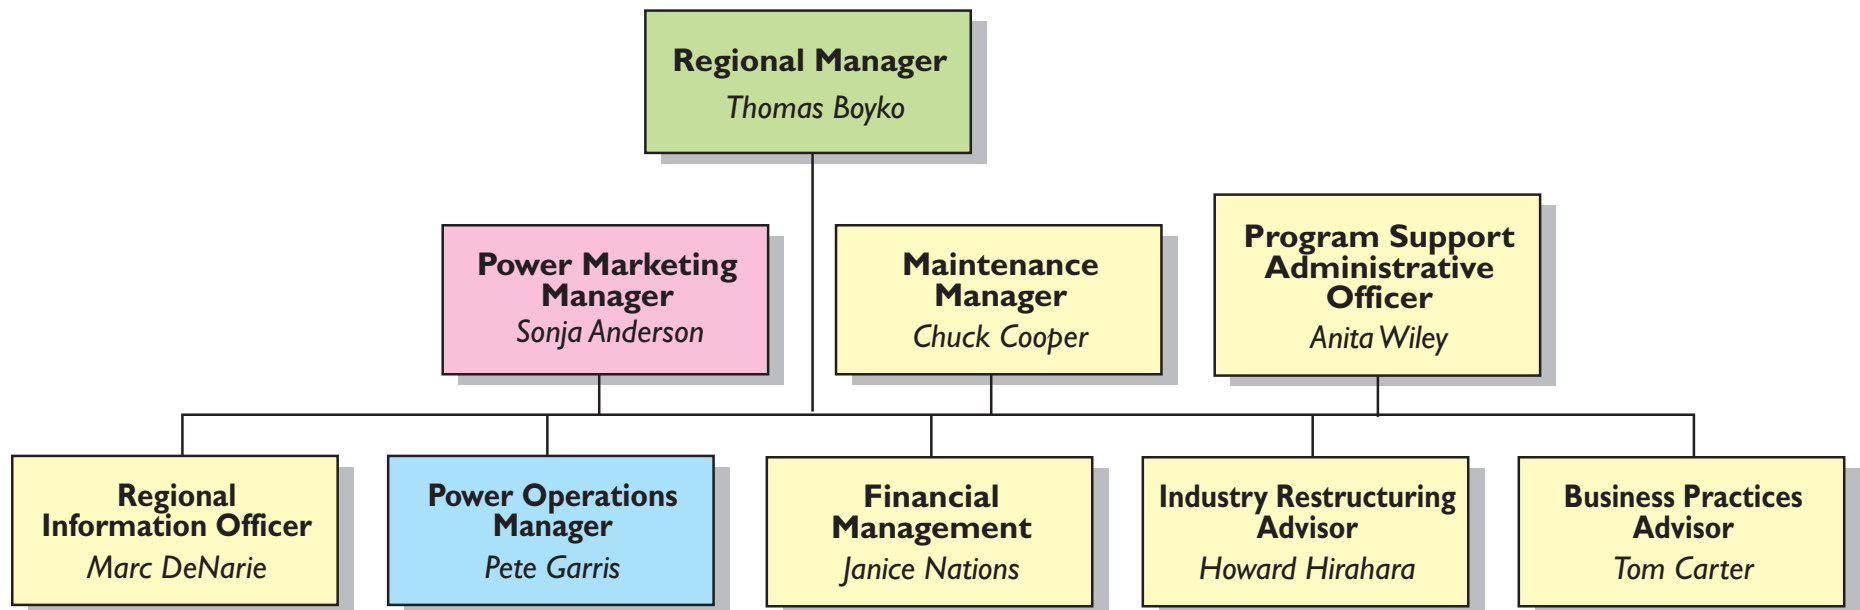 Regional Manager
Thomas Boyko
Power Marketing
Manager
Sonja Anderson
Maintenance
Manager
Chuck Cooper
Program Support
Administrative
Officer
Anita Wiley
Regional
Information Officer
Marc DeNarie
Power Operations
Manager
Pete Garris
Financial
Management
Janice Nations
Industry Restructuring
Advisor
Howard Hirahara
Business Practices
Advisor
Tom Carter